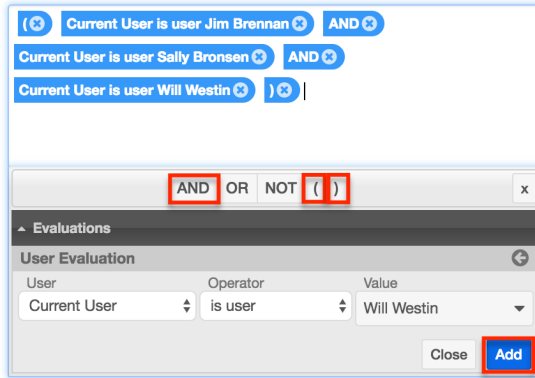 ( Current User is user Jim Brennan AND
Current User is user Sally Bronsen AND
Current User is user Will Westin )
AND OR NOT ( ) x
Evaluations
User Evaluation
User Operator Value
Current User is user Will Westin
Close Add